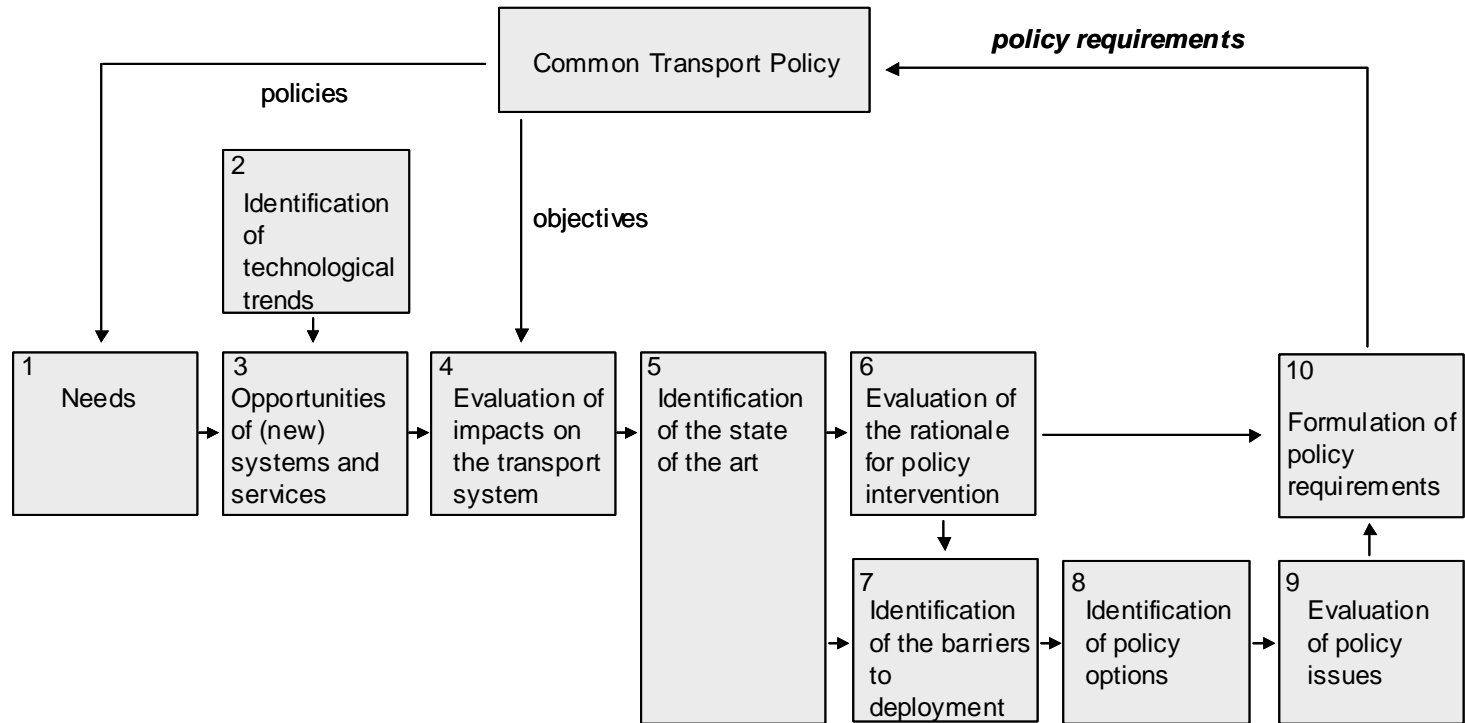 policy requirements
Common Transport Policy
policies
2
Identification
of
technological
trends
objectives
1
Needs
3
Opportunities
of (new)
systems and
services
4
Evaluation of
impacts on
the transport
system
5
Identification
of the state
of the art
6
Evaluation of
the rationale
for policy
intervention
10
Formulation of
policy
requirements
7
Identification
of the barriers
to
deployment
8
Identification
of policy
options
9
Evaluation
of policy
issues